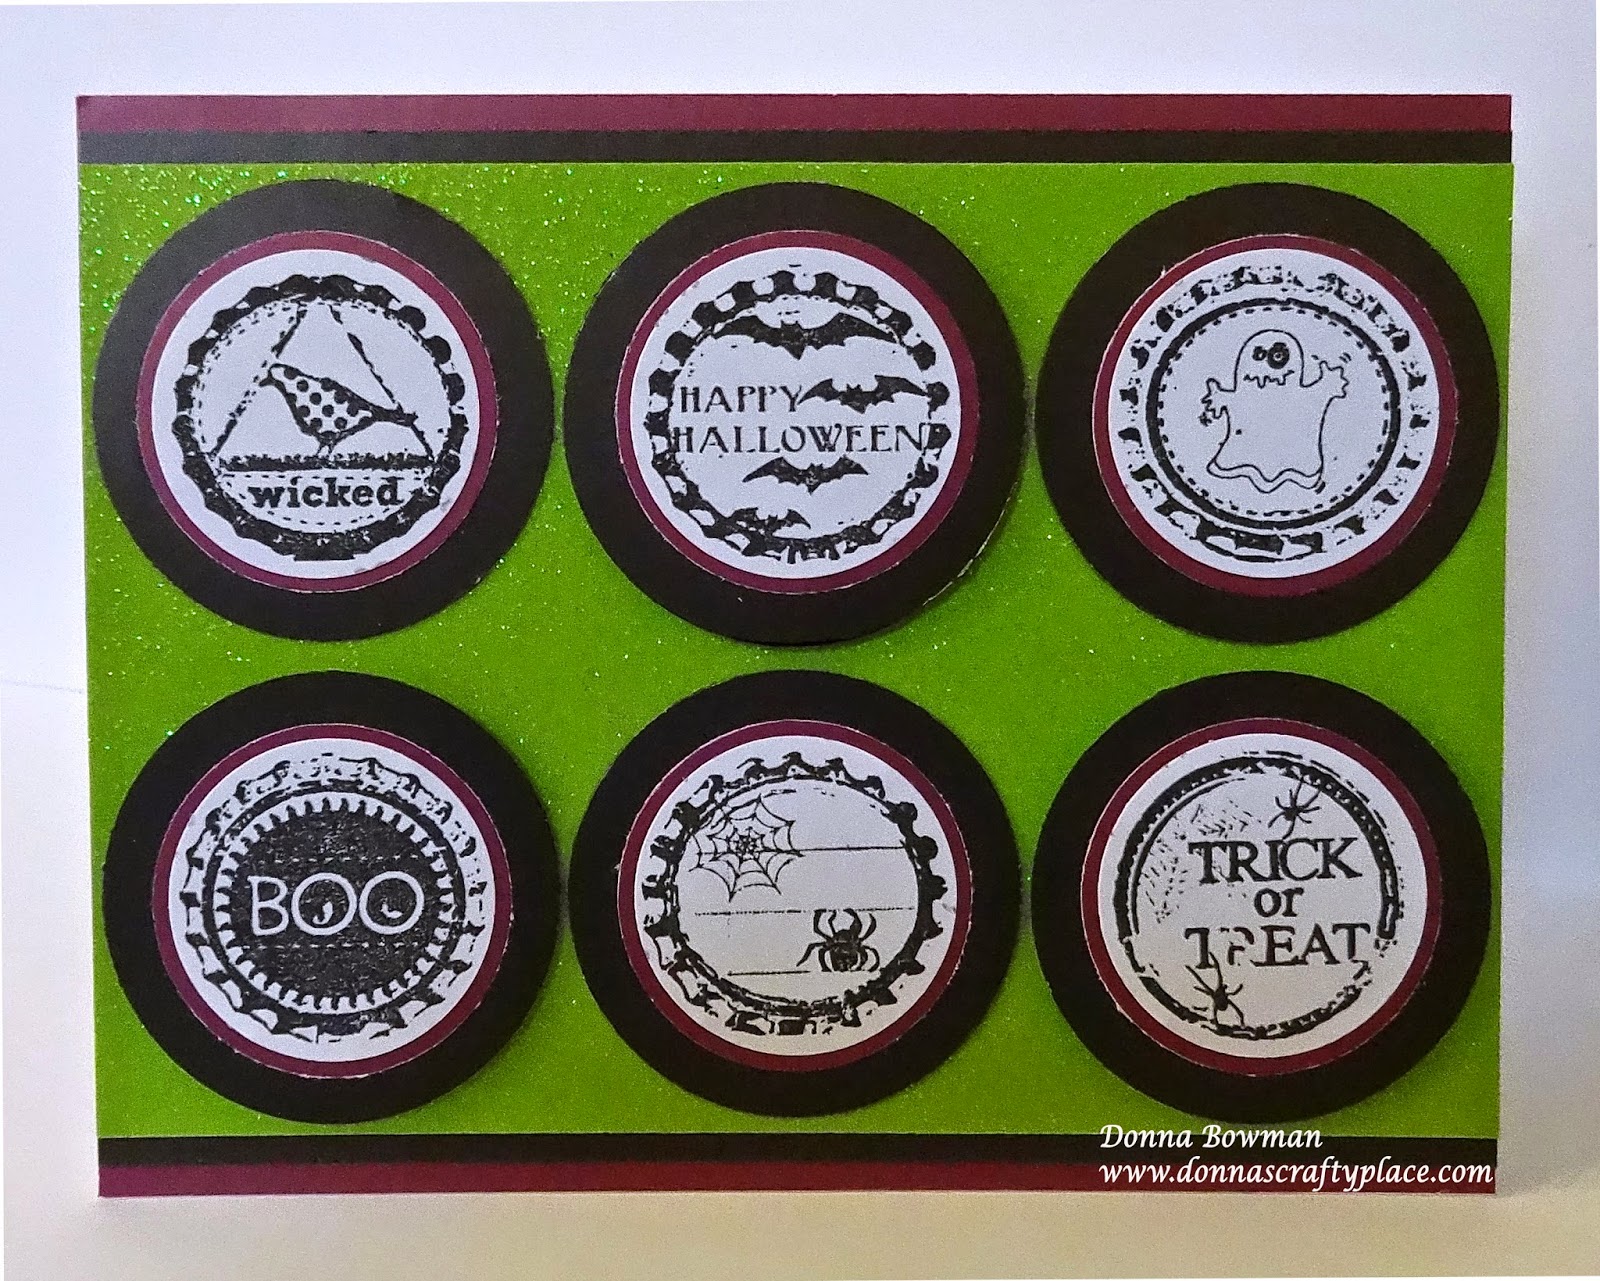 wicked
HAPPY
HALLOWEEN
BOO
TRICK
or
TREAT
Donna Bowman
www.donnascraftyplace.com